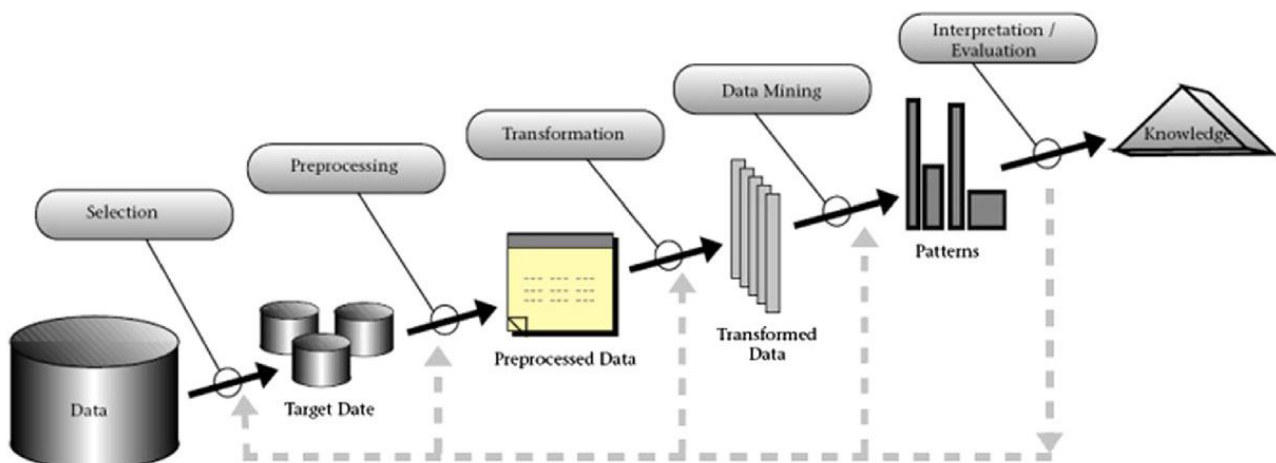 Interpretation /
Evaluation
Data Mining
Transformation
Preprocessing
Selection
Knowledge
Patterns
Transformed
Data
Preprocessed Data
Target Date
Data